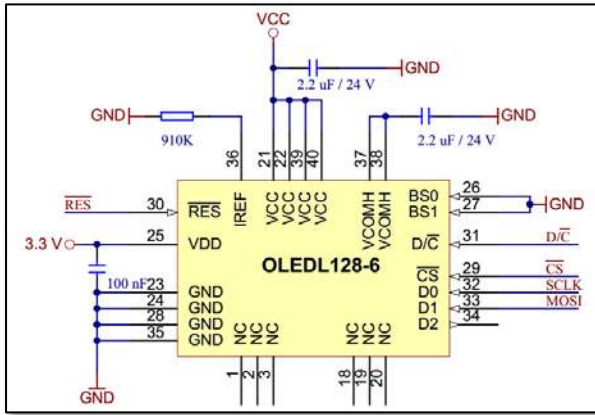 VCC
2.2 uF / 24 V
GND
GND
910K
2.2 uF / 24 V
GND
36
21
22
39
40
37
38
RES
30
RES
IREF
VCC
VCC
VCC
VCC
VCOMH
VCOMH
BS0
26
BS1
27
GND
3.3 V
25
VDD
D/C
31
D/C
OLEDL128-6
100 nF
CS
29
CS
23
GND
D0
32
SCLK
24
GND
D1
33
MOSI
28
GND
D2
34
35
GND
NC
NC
NC
NC
NC
NC
1
2
3
18
19
20
GND